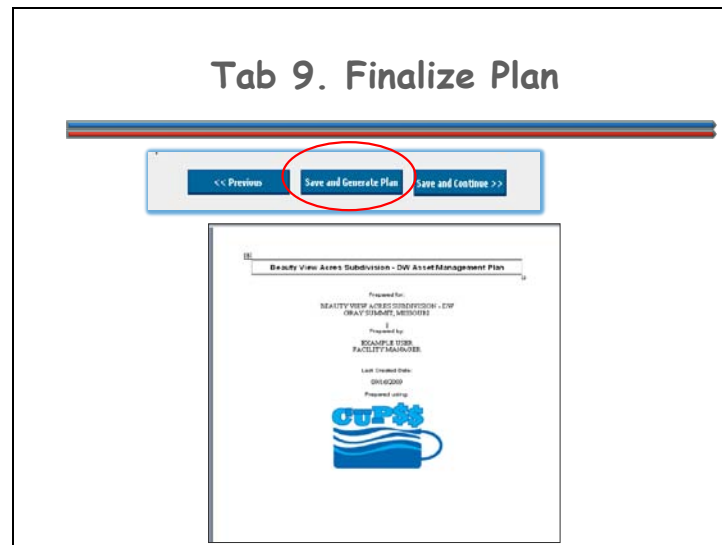 Tab 9. Finalize Plan
<< Previous
Save and Generate Plan
Save and Continue >>
Beauty View Acres Subdivision - DW Asset Management Plan
Prepared for:
BEAUTY VIEW ACRES SUBDIVISION - DW
GRAY SUMMIT, MISSOURI
Prepared by:
EXAMPLE USER
FACILITY MANAGER
Last Created Date:
Prepared using:
CUP$$